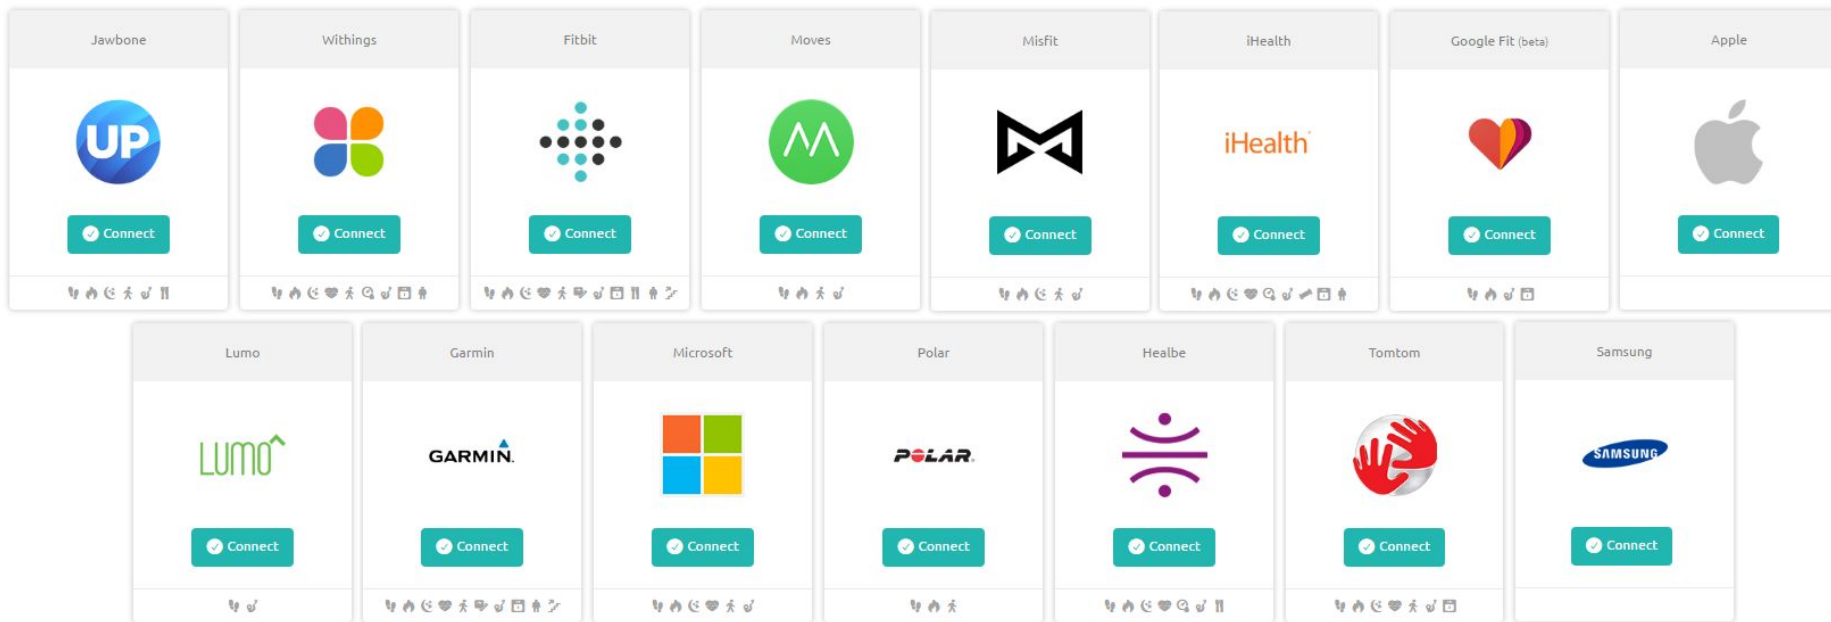 Jawbone Withings Fitbit Moves Misfit iHealth Google Fit (beta) Apple
UP iHealth
Connect Connect Connect Connect Connect Connect Connect Connect
Lumo Garmin Microsoft Polar Healbe Tomtom Samsung
LUMO GARMIN. POLAR. SAMSUNG
Connect Connect Connect Connect Connect Connect Connect